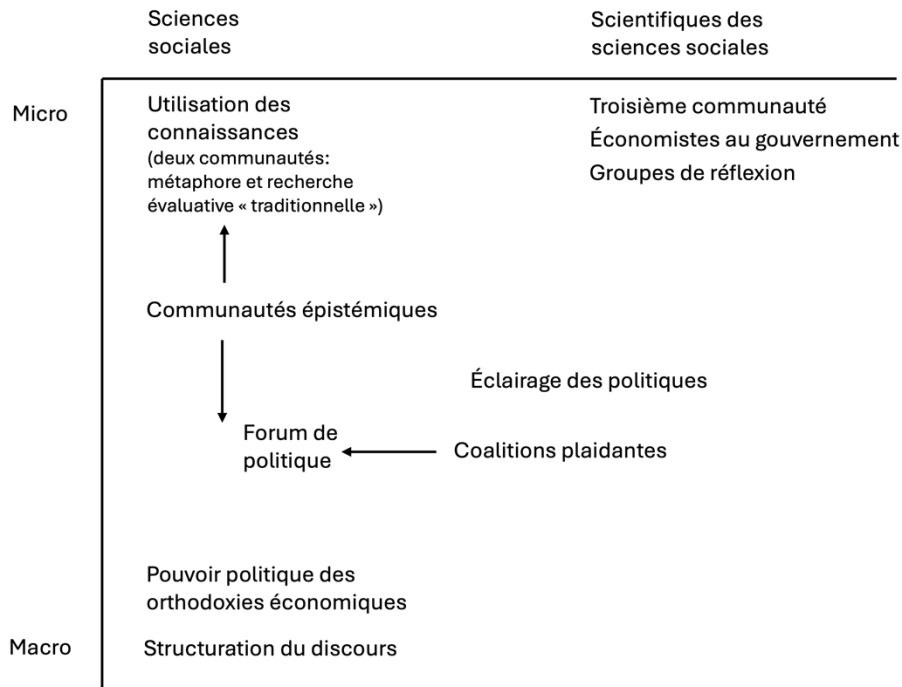 Sciences
sociales
Scientifiques des
sciences sociales
Micro
Utilisation des
connaissances
(deux communautés:
métaphore et recherche
évaluative « traditionnelle »)
Troisième communauté
Économistes au gouvernement
Groupes de réflexion
Communautés épistémiques
Éclairage des politiques
Forum de
politique
Coalitions plaidantes
Pouvoir politique des
orthodoxies économiques
Macro
Structuration du discours